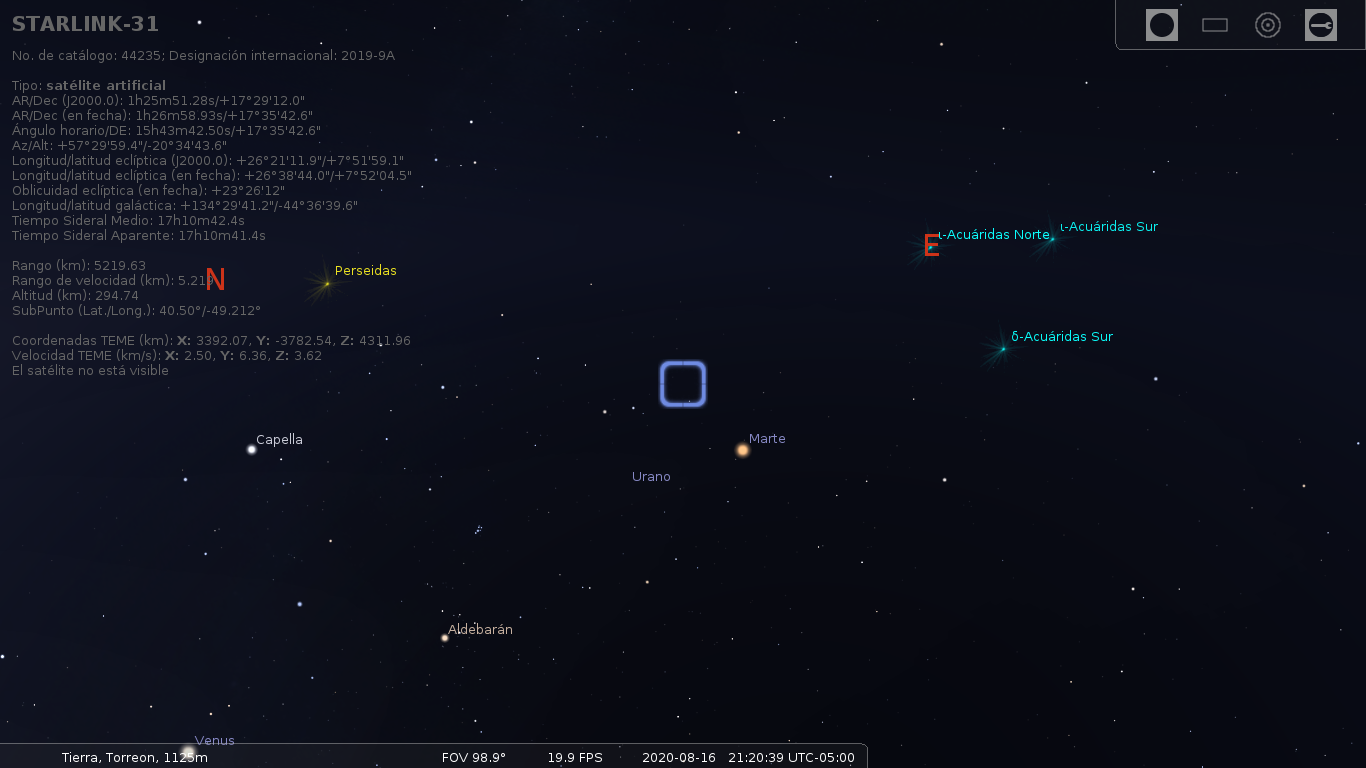 STARLINK-31
No. de catálogo: 44235; Designación internacional: 2019-9A
Tipo: satélite artificial
AR/Dec (J2000.0): 1h25m51.28s/+17°29'12.0"
AR/Dec (en fecha): 1h26m58.93s/+17°35'42.6"
Ángulo horario/DE: 15h43m42.50s/+17°35'42.6"
Az/Alt: +57°29'59.4"/-20°34'43.6"
Longitud/latitud eclíptica (J2000.0): +26°21'11.9"/+7°51'59.1"
Longitud/latitud eclíptica (en fecha): +26°38'44.0"/+7°52'04.5"
Oblicuidad eclíptica (en fecha): +23°26'12"
Longitud/latitud galáctica: +134°29'41.2"/-44°36'39.6"
Tiempo Sideral Medio: 17h10m42.4s
Tiempo Sideral Aparente: 17h10m41.4s
Rango (km): 5219.63
Rango de velocidad (km): 5.219
Altitud (km): 294.74
SubPunto (Lat./Long.): 40.50°/-49.212°
Coordenadas TEME (km): X: 3392.07, Y: -3782.54, Z: 4311.96
Velocidad TEME (km/s): X: 2.50, Y: 6.36, Z: 3.62
El satélite no está visible
N
Perseidas
E
ι-Acuáridas Norte
ι-Acuáridas Sur
δ-Acuáridas Sur
Capella
Marte
Urano
Aldebarán
Venus
Tierra, Torreon, 1125m
FOV 98.9°
19.9 FPS
2020-08-16 21:20:39 UTC-05:00